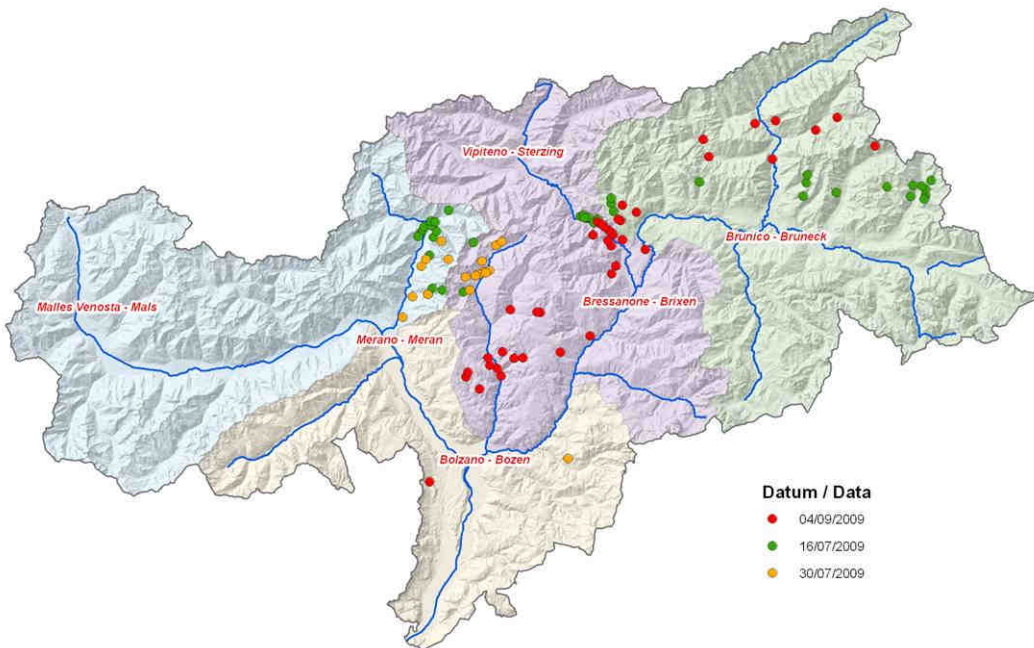 Vipiteno - Sterzing
Brunico - Bruneck
Malles Venosta - Mals
Bressanone - Brixen
Merano - Meran
Bolzano - Bozen
Datum / Data
04/09/2009
16/07/2009
30/07/2009